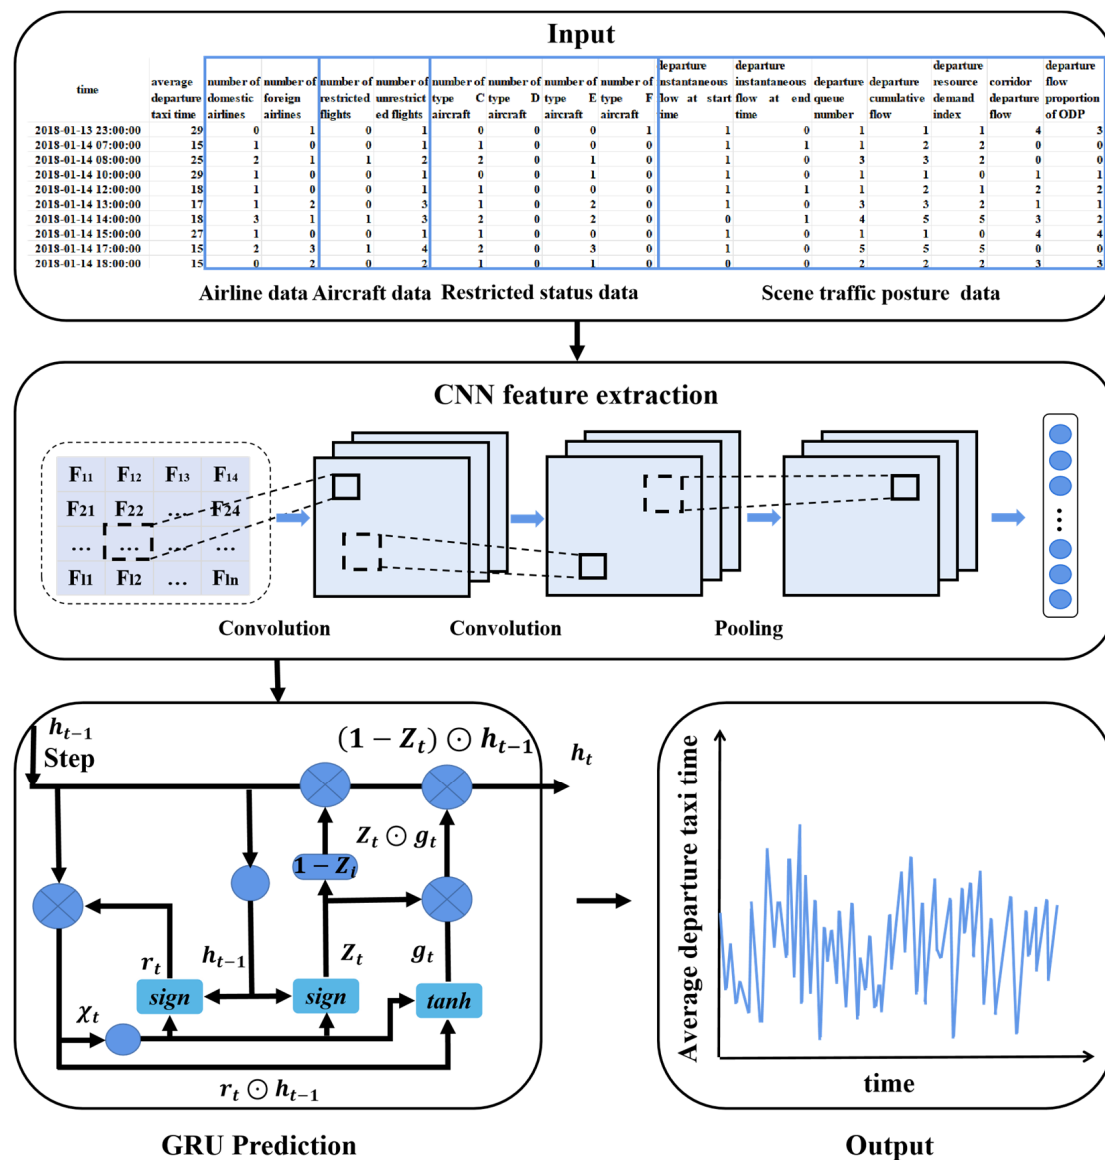 Input
time
average departure taxi time
number of domestic airlines
number of foreign airlines
number of restricted flights
number of unrestrict ed flights
number of type C aircraft
number of type D aircraft
number of type E aircraft
number of type F aircraft
departure instantaneous flow at start time
departure instantaneous flow at end time
departure queue number
departure cumulative flow
departure resource demand index
corridor departure flow
departure flow proportion of ODP
2018-01-13 23:00:00 29 0 1 0 1 0 0 0 1 1 0 1 1 1 4 3
2018-01-14 07:00:00 15 1 0 0 1 1 0 0 0 1 1 1 2 2 0 0
2018-01-14 08:00:00 25 2 1 1 2 2 0 1 0 1 0 3 3 2 0 0
2018-01-14 10:00:00 29 1 0 0 1 0 0 1 0 1 0 1 1 0 1 1
2018-01-14 12:00:00 18 1 0 0 1 1 0 0 0 1 1 1 2 1 2 2
2018-01-14 13:00:00 17 1 2 0 3 1 0 2 0 1 0 3 3 2 1 1
2018-01-14 14:00:00 18 3 1 1 3 2 0 2 0 0 1 4 5 5 3 2
2018-01-14 15:00:00 27 1 0 0 1 1 0 0 0 1 0 1 1 0 4 4
2018-01-14 17:00:00 15 2 3 1 4 2 0 3 0 1 0 5 5 5 0 0
2018-01-14 18:00:00 15 0 2 0 2 1 0 1 0 1 0 2 2 2 3 3
Airline data Aircraft data Restricted status data Scene traffic posture data
CNN feature extraction
F11 F12 F13 F14
F21 F22 ... F24
... ... ... ...
Fl1 Fl2 ... Fln
...
Convolution Convolution Pooling
h_{t-1}
Step
(1 − Z_t) ⊙ h_{t-1}
h_t
Z_t ⊙ g_t
1 − Z_t
r_t
h_{t-1}
Z_t
g_t
sign
sign
tanh
χ_t
r_t ⊙ h_{t-1}
GRU Prediction
Average departure taxi time
time
Output